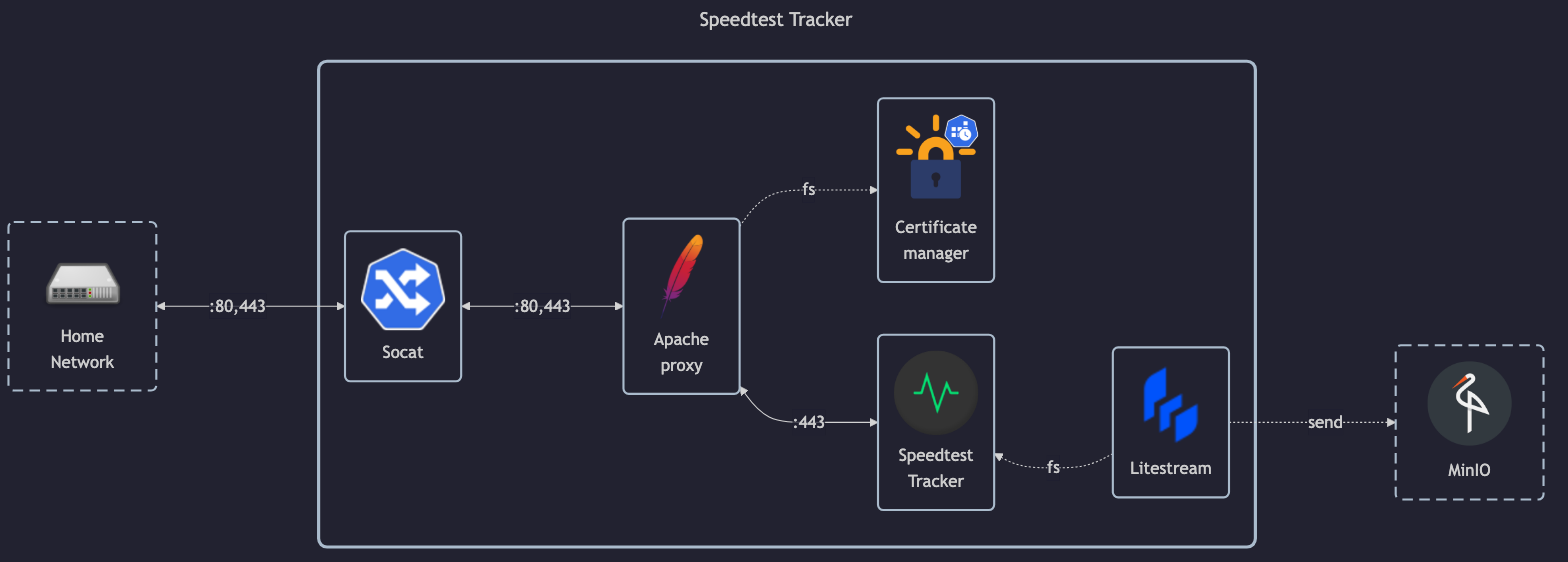 Speedtest Tracker
Home
Network
:80,443
Socat
:80,443
Apache
proxy
fs
Certificate
manager
:443
Speedtest
Tracker
fs
Litestream
send
MinIO